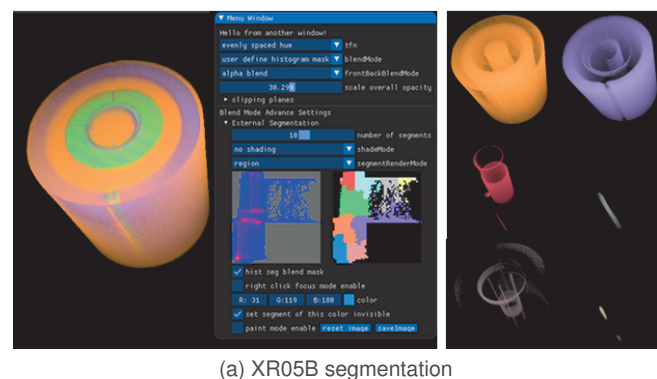 Menu Window
Hello from another window!
evenly spaced hue tfn
user define histogram mask blendMode
alpha blend frontBackBlendMode
30.299 scale overall opacity
clipping planes
Blend Mode Advance Settings
External Segmentation
10 number of segments
no shading shadeMode
region segmentRenderMode
hist seg blend mask
right click focus mode enable
R: 31 G:119 B:180 color
set segment of this color invisible
paint mode enable reset image saveImage
(a) XR05B segmentation